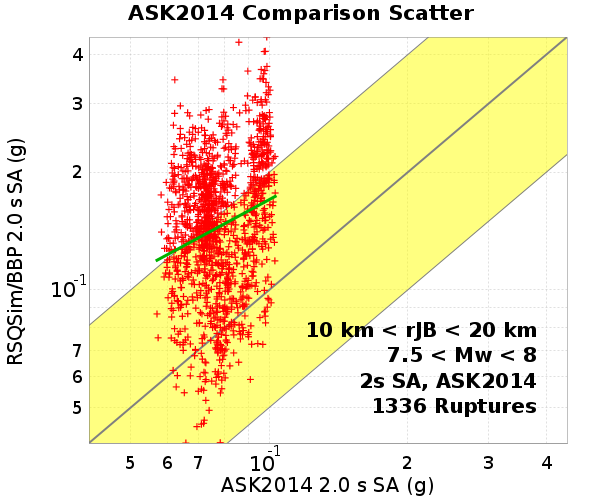 ASK2014 Comparison Scatter
RSQSim/BBP 2.0 s SA (g)
4
3
2
10-1
7
6
5
10 km < rJB < 20 km
7.5 < Mw < 8
2s SA, ASK2014
1336 Ruptures
5 6 7 10-1 2 3 4
ASK2014 2.0 s SA (g)